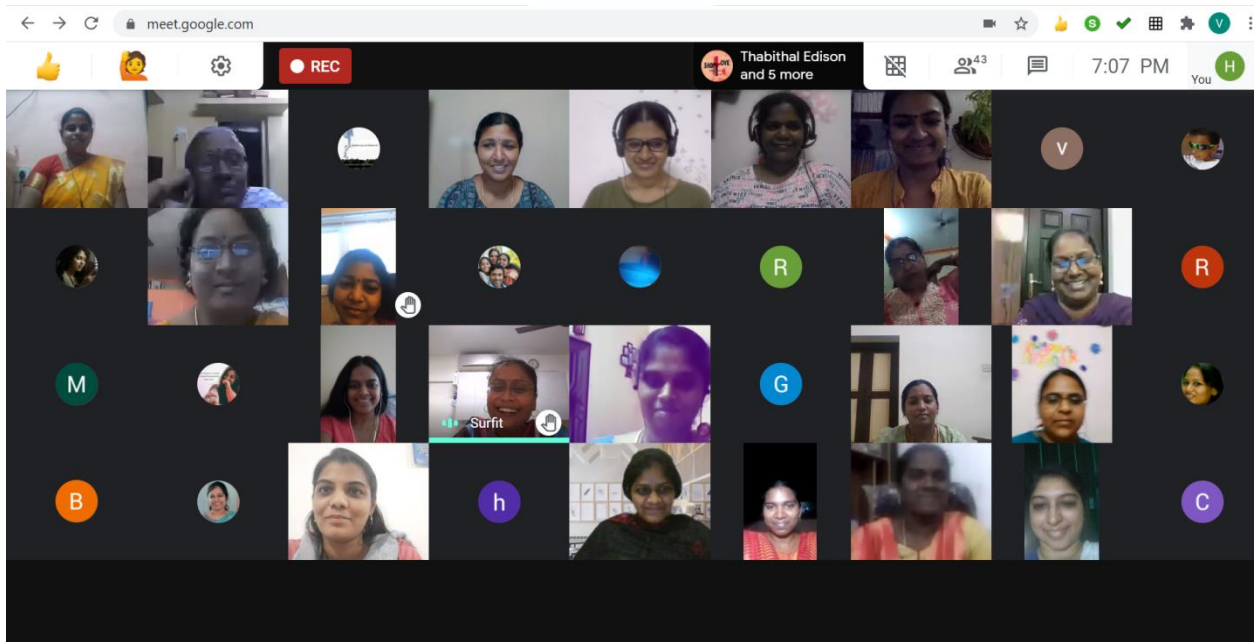 meet.google.com
S
V
REC
Thabithal Edison
and 5 more
43
7:07 PM
You
H
V
R
R
M
Surfit
G
B
h
C